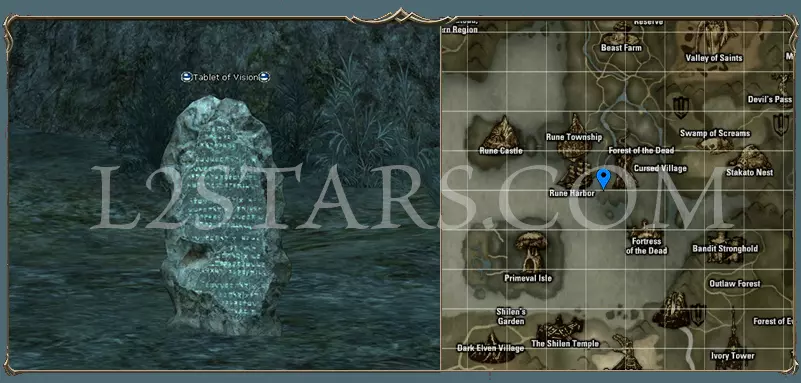 Tablet of Vision
L2STARS.COM
Reserve
rn Region
Beast Farm
Valley of Saints
Devil's Pass
Rune Township
Swamp of Screams
Rune Castle
Forest of the Dead
Cursed Village
Stakato Nest
Rune Harbor
Fortress
of the Dead
Bandit Stronghold
Primeval Isle
Outlaw Forest
Shilen's
Garden
Forest of E
The Shilen Temple
Dark Elven Village
Ivory Tower